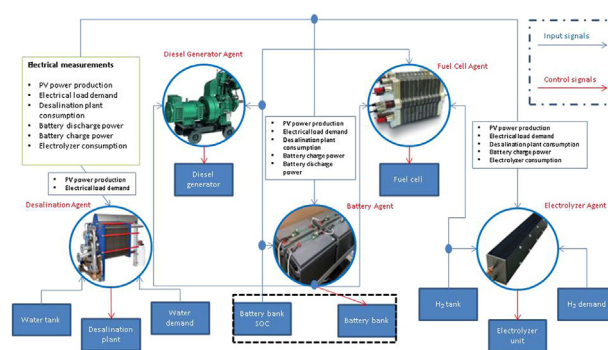 Electrical measurements
• PV power production
• Electrical load demand
• Desalination plant
consumption
• Battery discharge power
• Battery charge power
• Electrolyzer consumption
Diesel Generator Agent
Fuel Cell Agent
Input signals
Control signals
Diesel
generator
• PV power production
• Electrical load demand
• Desalination plant
consumption
• Battery charge power
• Battery discharge
power
Fuel cell
• PV power production
• Electrical load demand
• Desalination plant consumption
• Battery charge power
• Electrolyzer consumption
• PV power production
• Electrical load demand
Desalination Agent
Battery Agent
Electrolyzer Agent
Water tank
Desalination
plant
Water
demand
Battery bank
SOC
Battery bank
H2 tank
Electrolyzer
unit
H2 demand